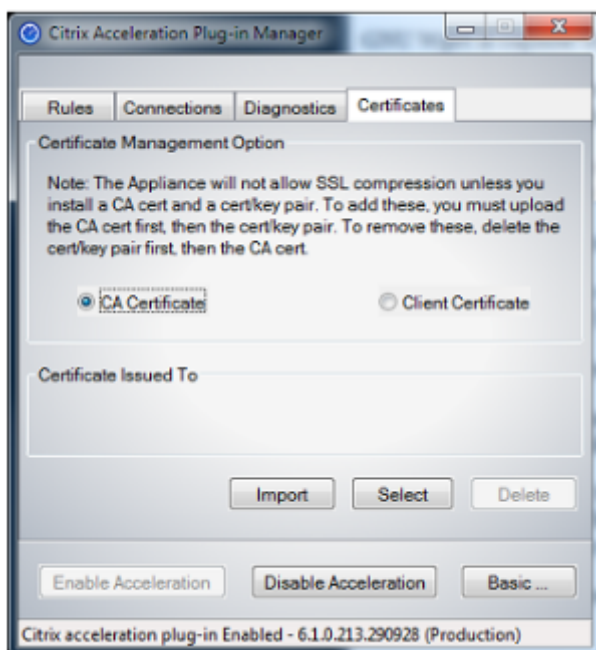 Citrix Acceleration Plug-in Manager
Rules Connections Diagnostics Certificates
Certificate Management Option
Note: The Appliance will not allow SSL compression unless you
install a CA cert and a cert/key pair. To add these, you must upload
the CA cert first, then the cert/key pair. To remove these, delete the
cert/key pair first, then the CA cert.
CA Certificate Client Certificate
Certificate Issued To
Import Select Delete
Enable Acceleration Disable Acceleration Basic ...
Citrix acceleration plug-in Enabled - 6.1.0.213.290928 (Production)